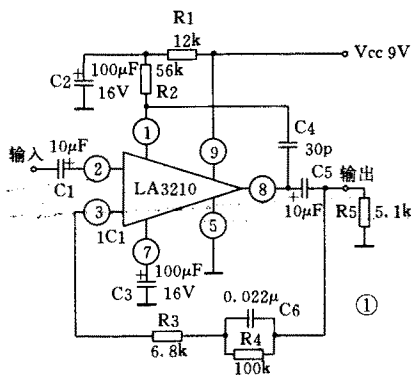 R1
12k
Vcc 9V
C2
100μF
16V
56k
R2
1
9
C4
30p
输入
10μF
C1
2
LA3210
8
C5
输出
10μF
R5
5.1k
3
1C1
7
5
C3
100μF
16V
①
0.022μ
C6
R3
6.8k
R4
100k